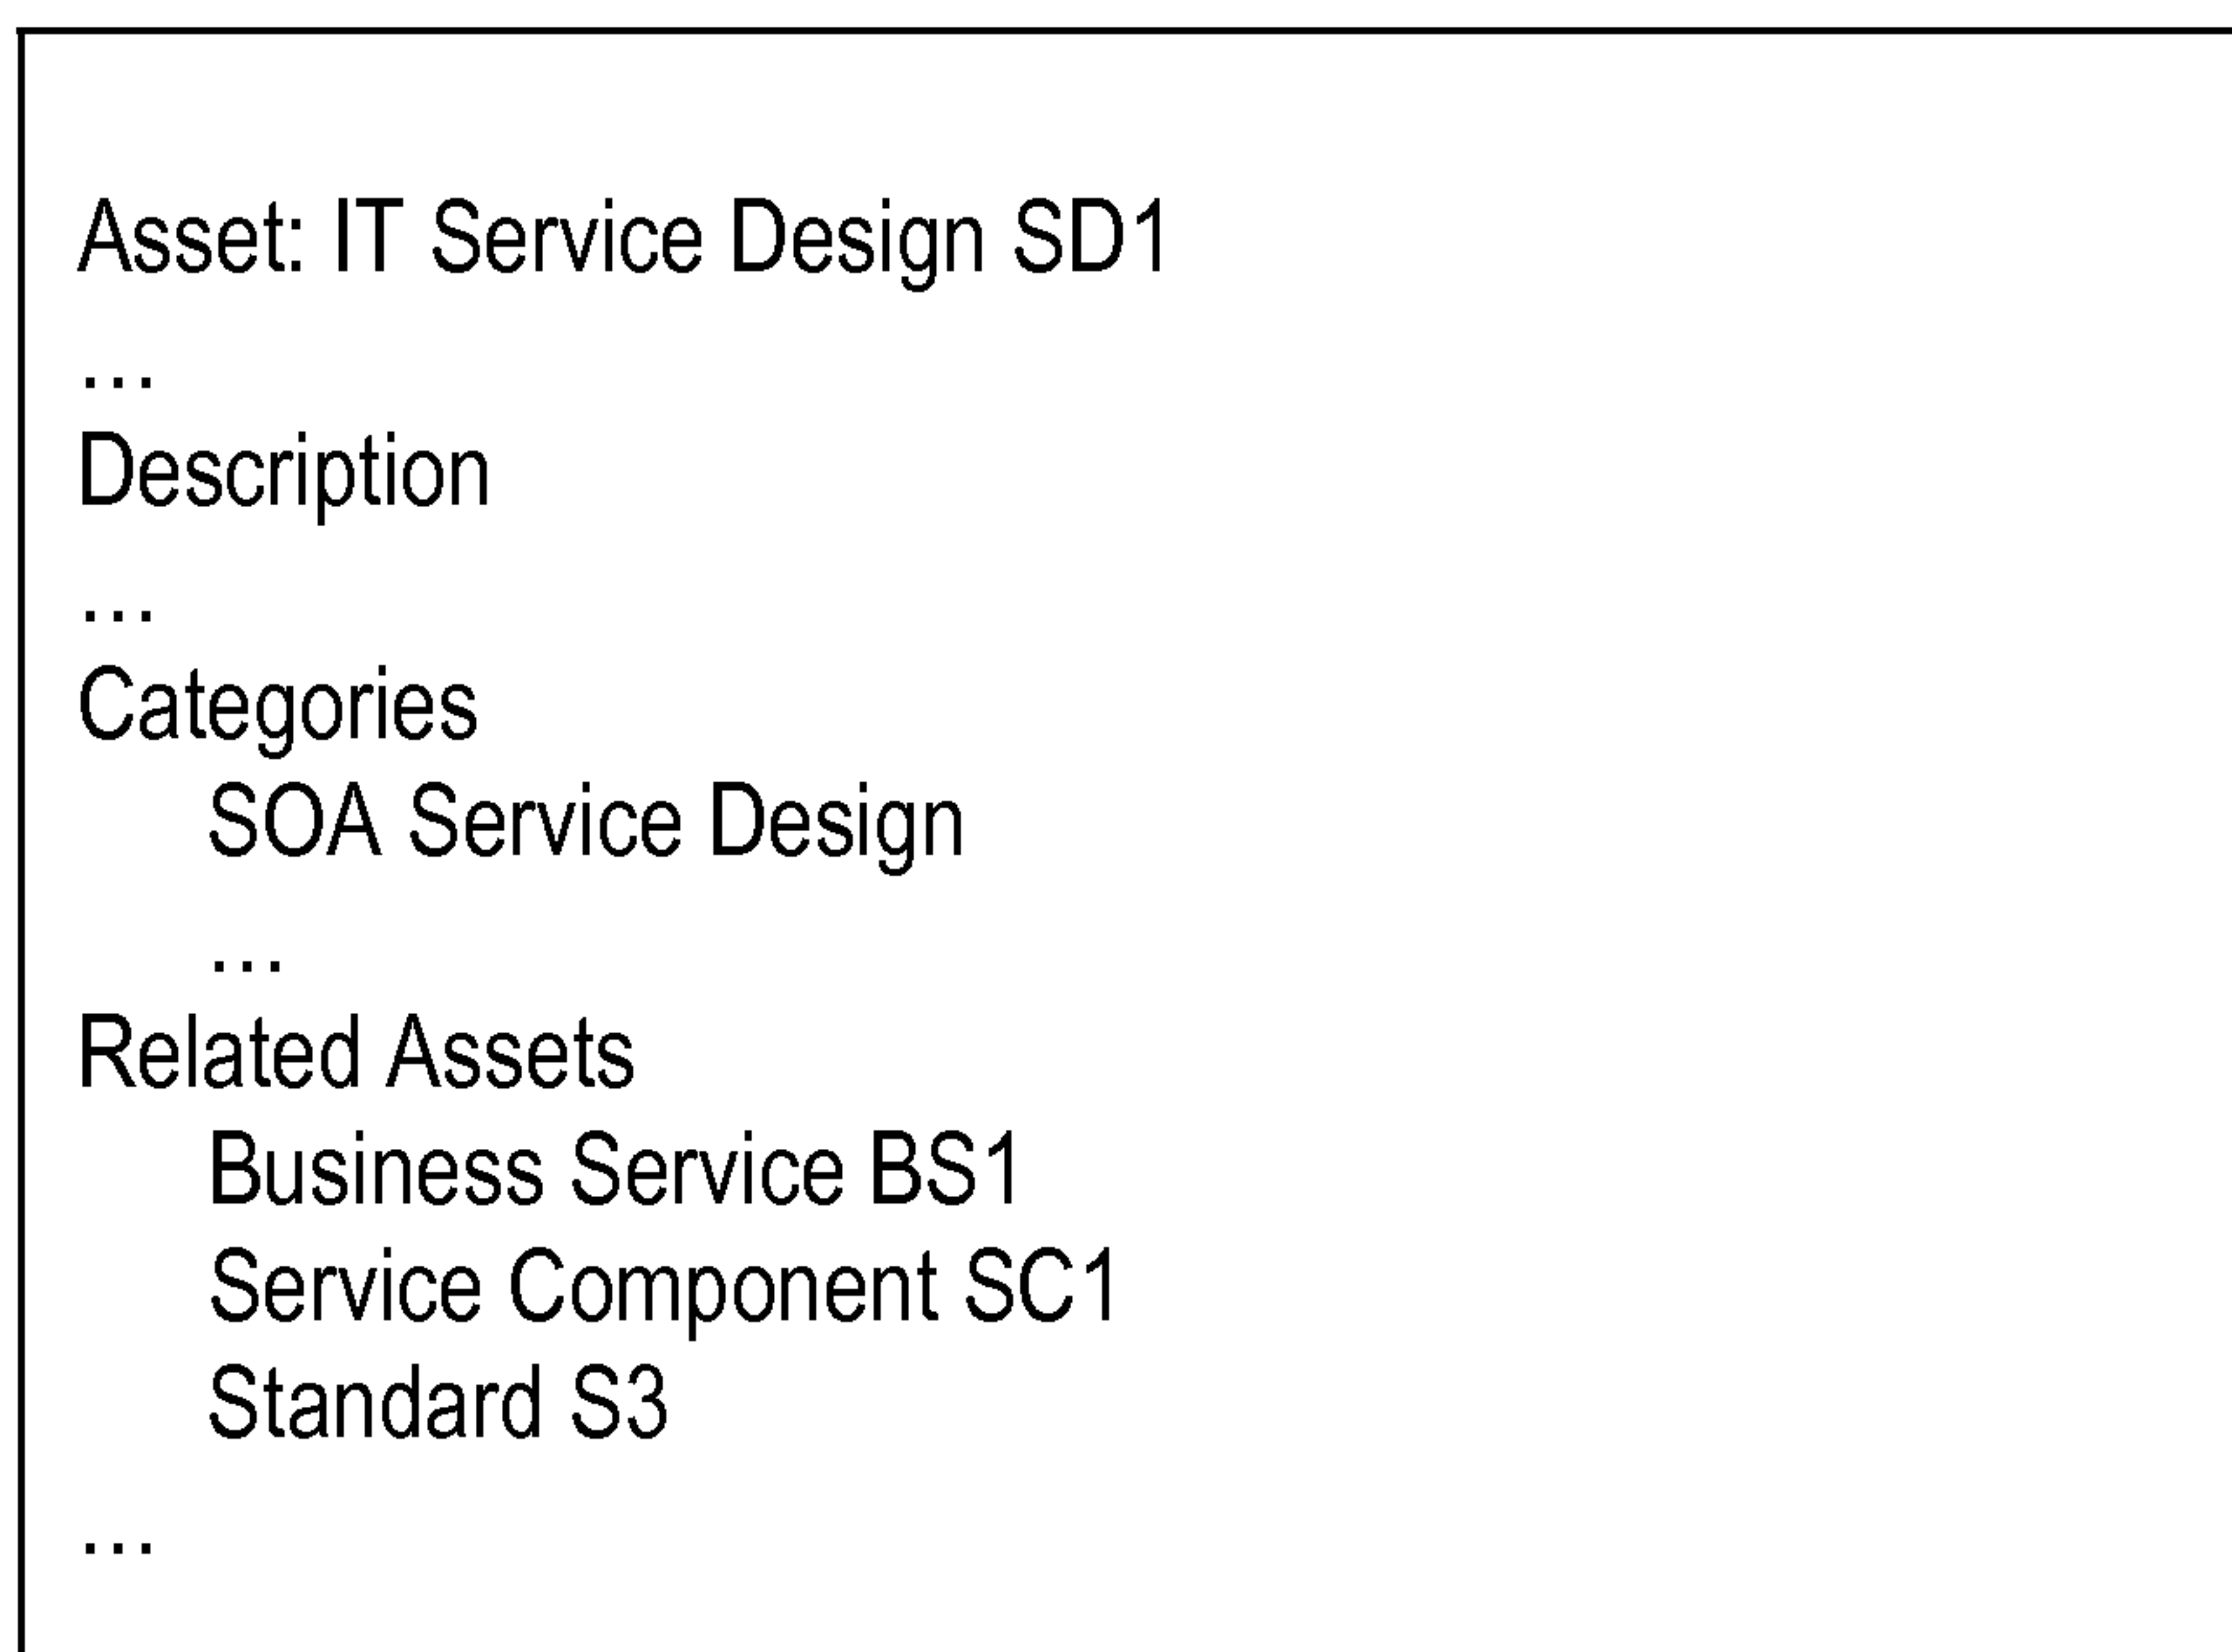 Asset: IT Service Design SD1
...
Description
...
Categories
SOA Service Design
...
Related Assets
Business Service BS1
Service Component SC1
Standard S3
...